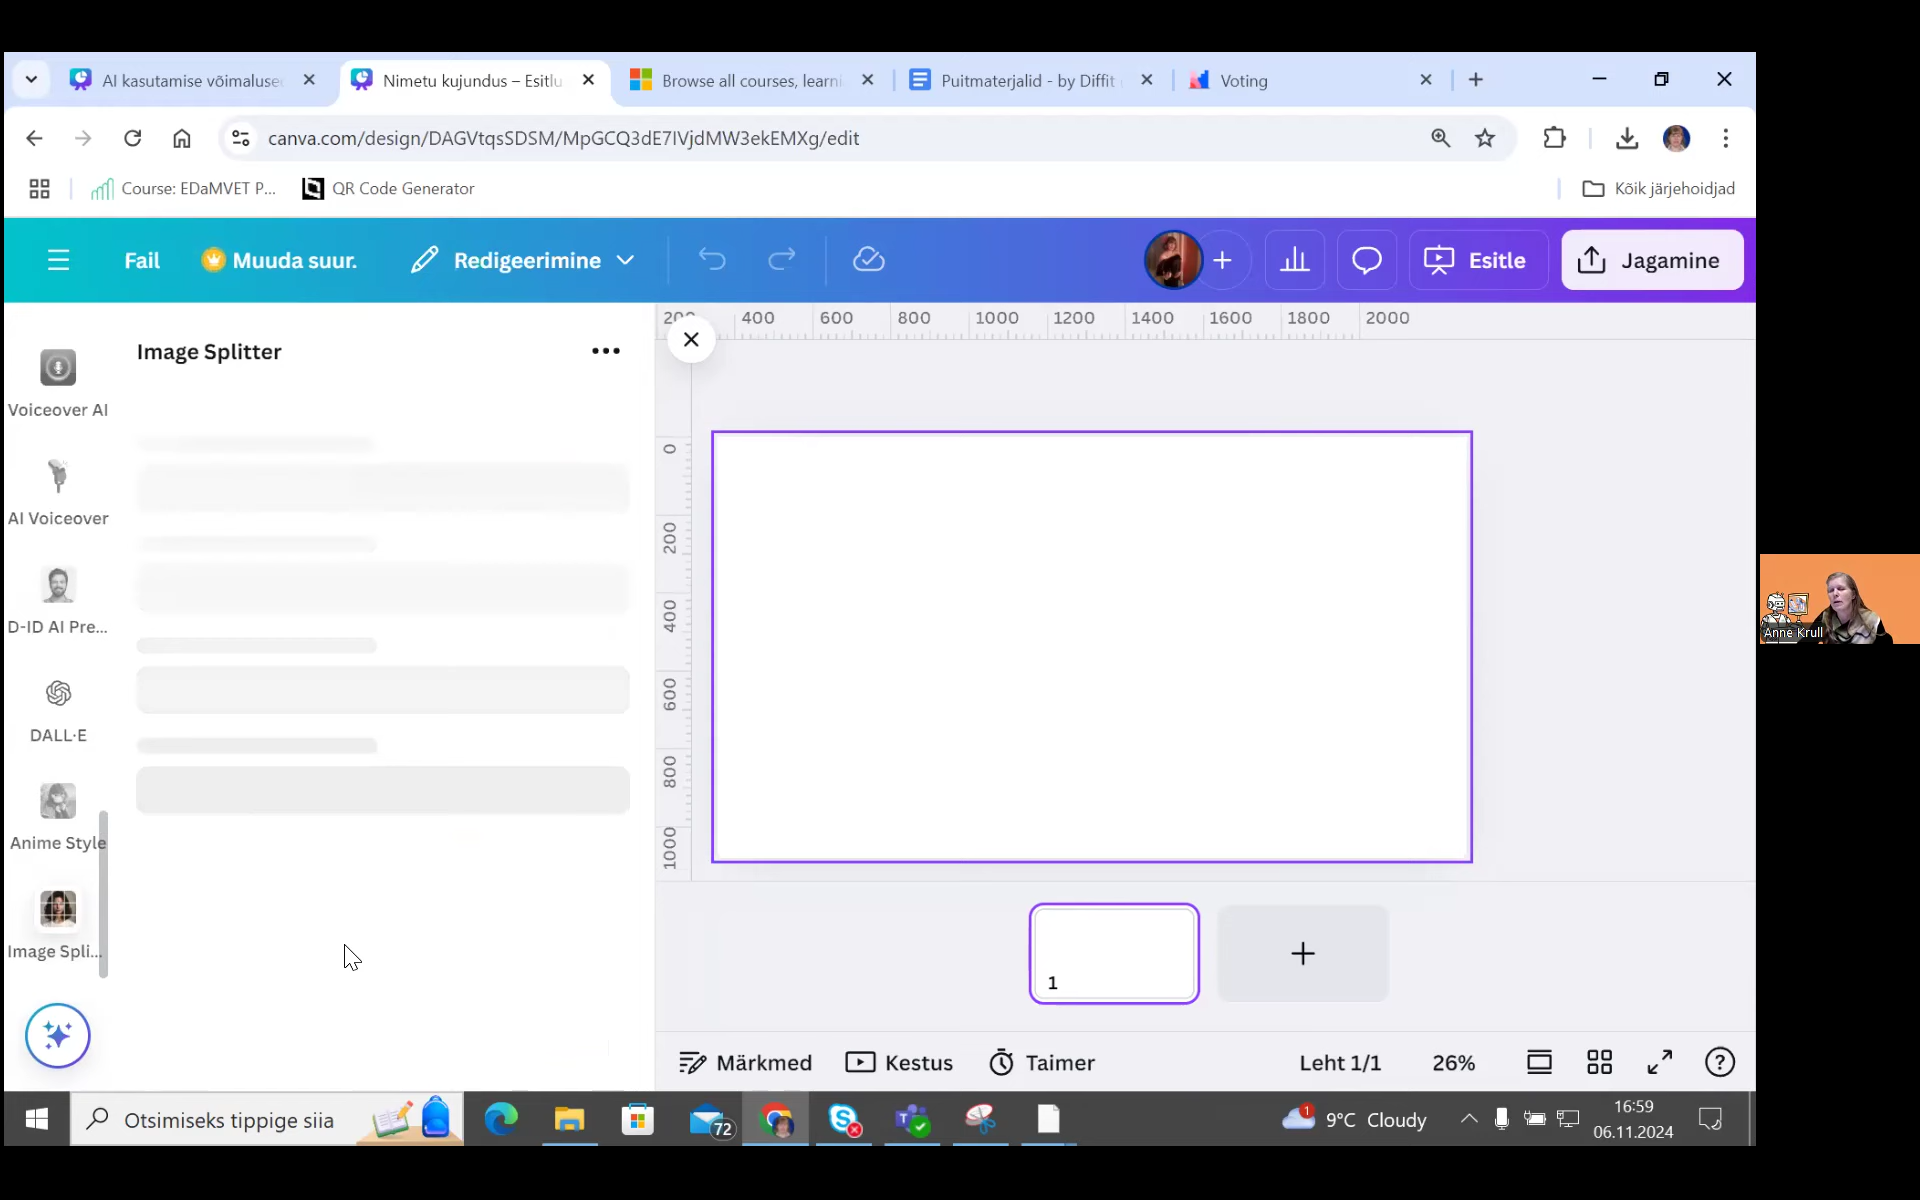 AI kasutamise võimaluse
Nimetu kujundus – Esitlu
Browse all courses, learni
Puitmaterjalid - by Diffit
Voting
canva.com/design/DAGVtqsSDSM/MpGCQ3dE7IVjdMW3ekEMXg/edit
Course: EDaMVET P...
QR Code Generator
Kõik järjehoidjad
Fail
Muuda suur.
Redigeerimine
Esitle
Jagamine
Image Splitter
Voiceover AI
AI Voiceover
D-ID AI Pre...
DALL·E
Anime Style
Image Spli...
200 400 600 800 1000 1200 1400 1600 1800 2000
0
200
400
600
800
1000
1
Märkmed
Kestus
Taimer
Leht 1/1
26%
Anne Krull
Otsimiseks tippige siia
72
1
9°C Cloudy
16:59
06.11.2024